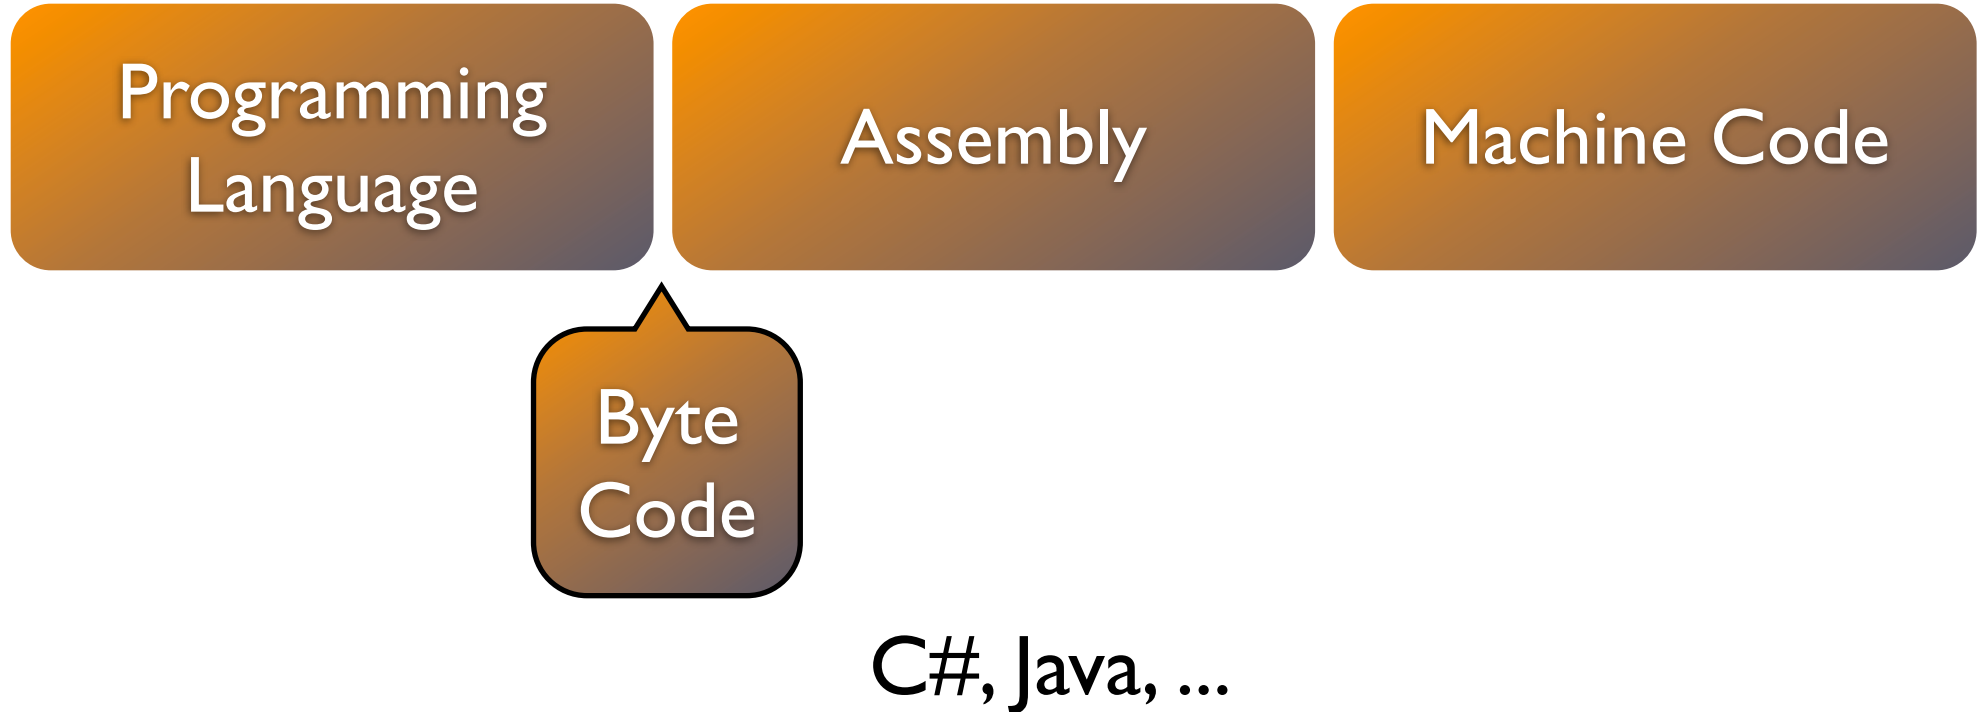 Programming
Language
Assembly
Machine Code
Byte
Code
C#, Java, ...